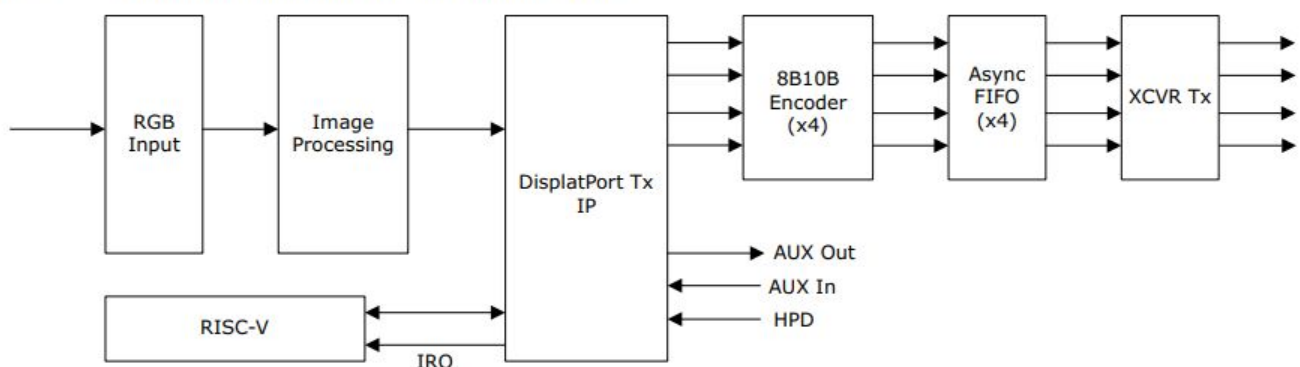 RGB
Input
Image
Processing
DisplatPort Tx
IP
8B10B
Encoder
(x4)
Async
FIFO
(x4)
XCVR Tx
AUX Out
AUX In
HPD
RISC-V
IRQ